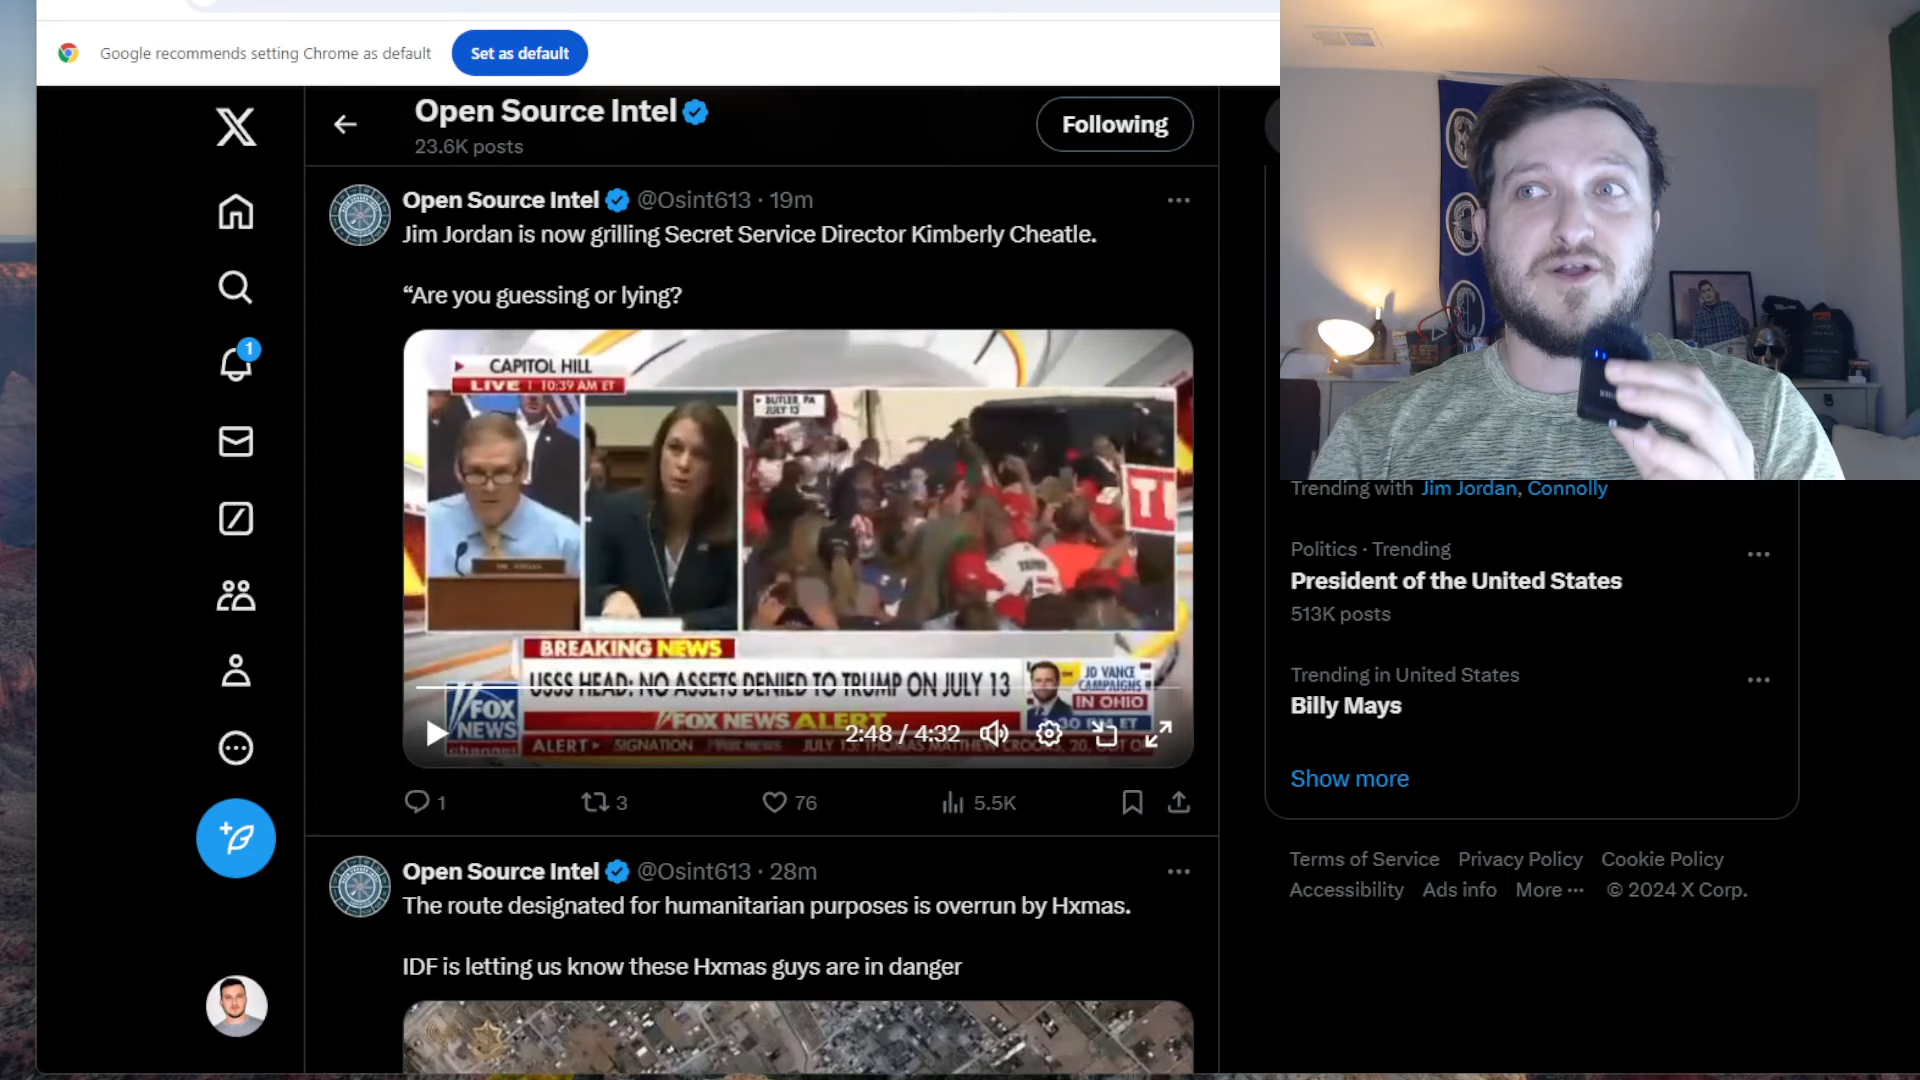 Google recommends setting Chrome as default
Set as default
Open Source Intel
23.6K posts
Following
Open Source Intel @Osint613 · 19m
Jim Jordan is now grilling Secret Service Director Kimberly Cheatle.
“Are you guessing or lying?
CAPITOL HILL
LIVE | 10:39 AM ET
BUTLER, PA
JULY 13
BREAKING NEWS
USSS HEAD: NO ASSETS DENIED TO TRUMP ON JULY 13
JD VANCE
CAMPAIGNS
IN OHIO
FOX
NEWS
channel
FOX NEWS ALERT
2:48 / 4:32
ALERT
1
3
76
5.5K
Open Source Intel @Osint613 · 28m
The route designated for humanitarian purposes is overrun by Hxmas.
IDF is letting us know these Hxmas guys are in danger
1
Trending with Jim Jordan, Connolly
Politics · Trending
President of the United States
513K posts
Trending in United States
Billy Mays
Show more
Terms of Service Privacy Policy Cookie Policy
Accessibility Ads info More ··· © 2024 X Corp.